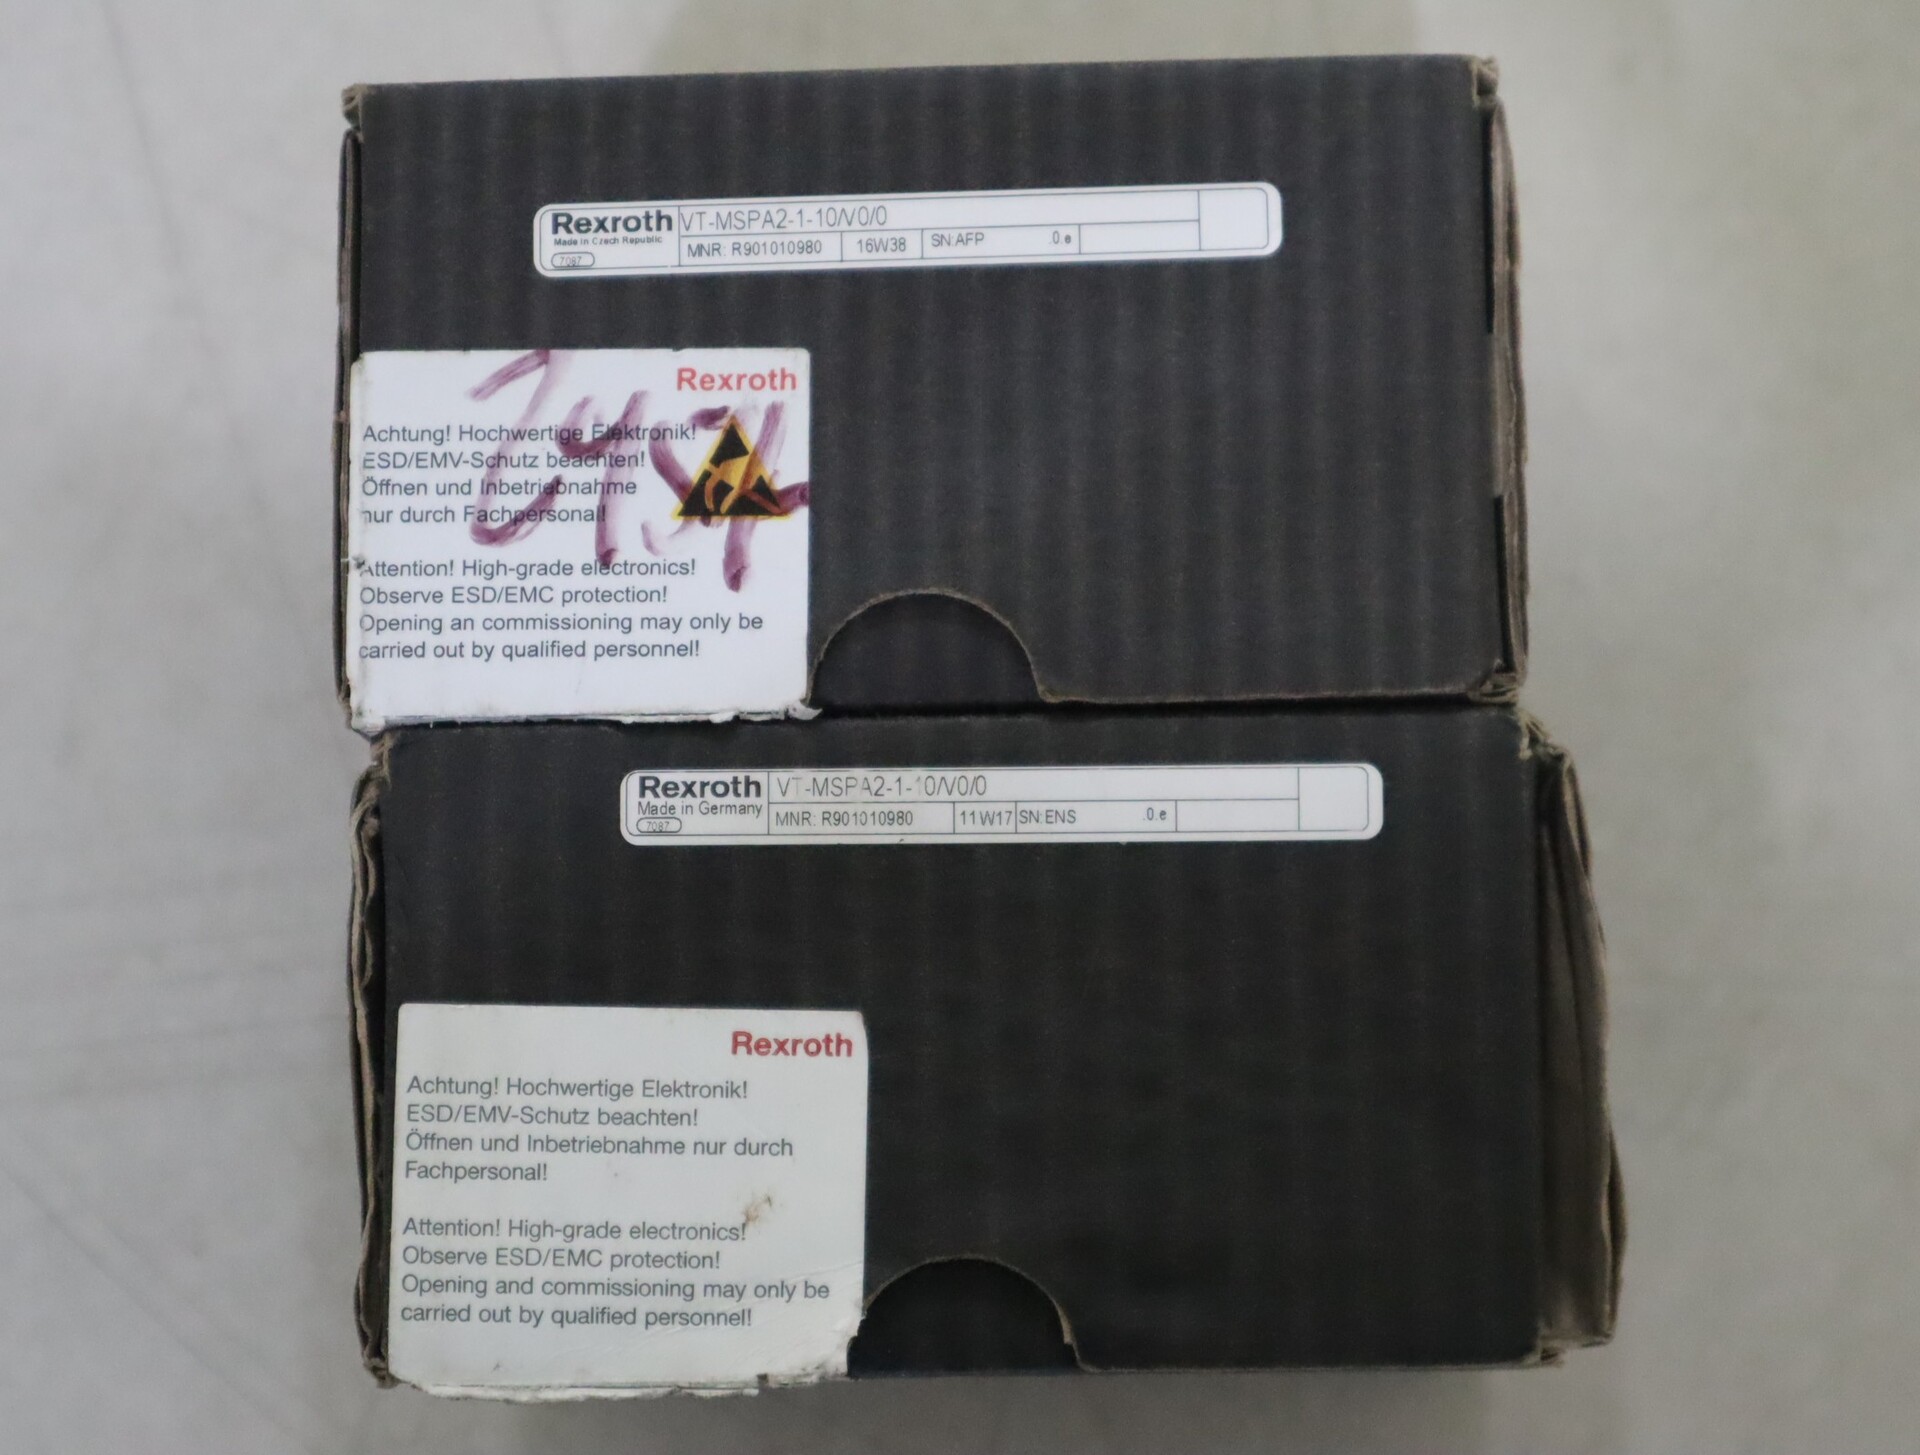 Rexroth VT-MSPA2-1-10/V0/0
Made in Czech Republic
7087 MNR: R901010980 16W38 SN:AFP .0.e
Rexroth
Achtung! Hochwertige Elektronik!
ESD/EMV-Schutz beachten!
Öffnen und Inbetriebnahme
nur durch Fachpersonal!
Attention! High-grade electronics!
Observe ESD/EMC protection!
Opening an commissioning may only be
carried out by qualified personnel!
Rexroth VT-MSPA2-1-10/V0/0
Made in Germany
7087 MNR: R901010980 11W17 SN:ENS .0.e
Rexroth
Achtung! Hochwertige Elektronik!
ESD/EMV-Schutz beachten!
Öffnen und Inbetriebnahme nur durch
Fachpersonal!
Attention! High-grade electronics!
Observe ESD/EMC protection!
Opening and commissioning may only be
carried out by qualified personnel!